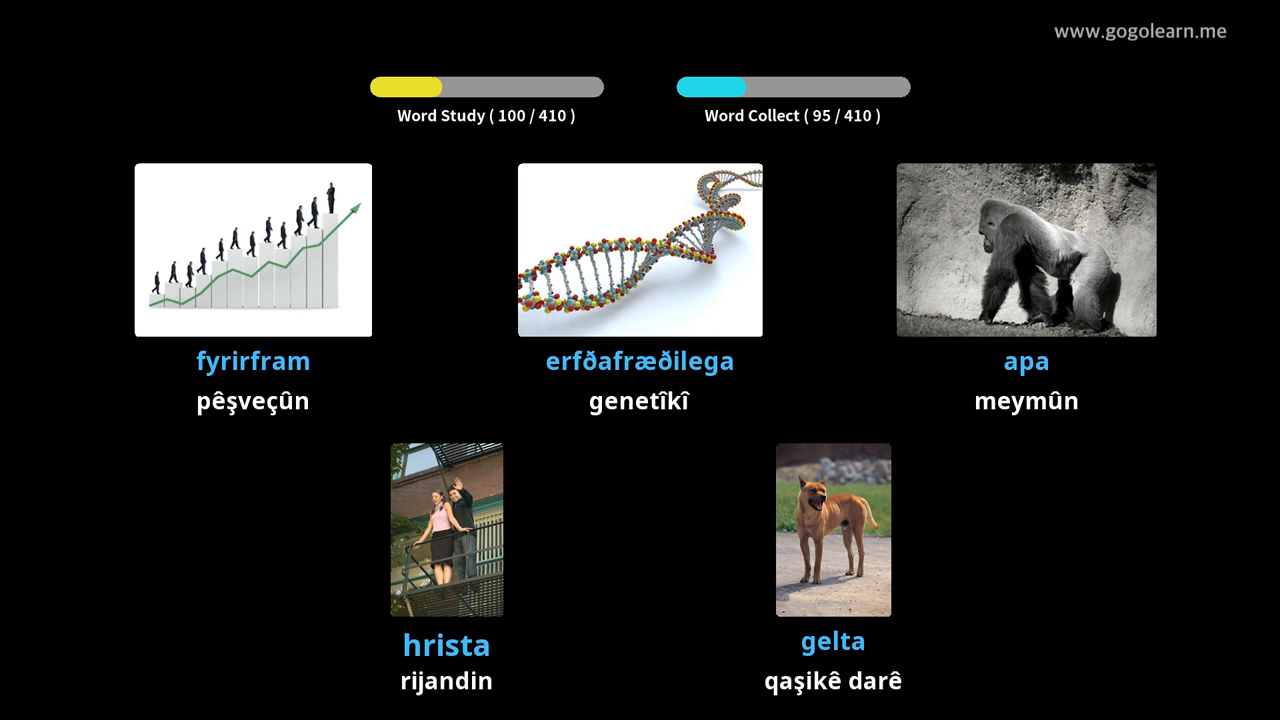 www.gogolearn.me
Word Study ( 100 / 410 )
Word Collect ( 95 / 410 )
fyrirfram
erfðafræðilega
apa
pêşveçûn
genetîkî
meymûn
hrista
gelta
rijandin
qaşikê darê